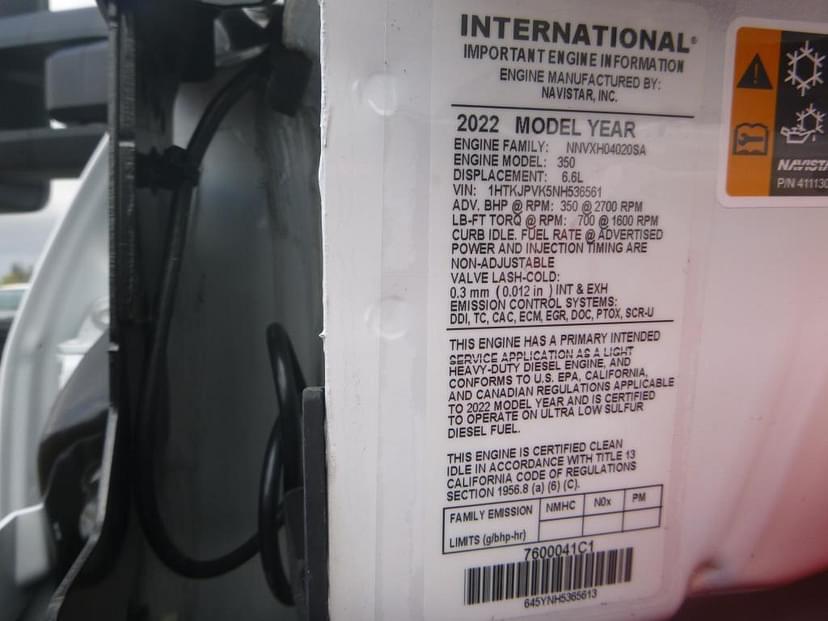 INTERNATIONAL®
IMPORTANT ENGINE INFORMATION
ENGINE MANUFACTURED BY:
NAVISTAR, INC.
2022 MODEL YEAR
ENGINE FAMILY: NNVXH04020SA
ENGINE MODEL: 350
DISPLACEMENT: 6.6L
VIN: 1HTKJPVK5NH536561
ADV. BHP @ RPM: 350 @ 2700 RPM
LB-FT TORQ @ RPM: 700 @ 1600 RPM
CURB IDLE. FUEL RATE @ ADVERTISED
POWER AND INJECTION TIMING ARE
NON-ADJUSTABLE
VALVE LASH-COLD:
0.3 mm (0.012 in ) INT & EXH
EMISSION CONTROL SYSTEMS:
DDI, TC, CAC, ECM, EGR, DOC, PTOX, SCR-U
THIS ENGINE HAS A PRIMARY INTENDED
SERVICE APPLICATION AS A LIGHT
HEAVY-DUTY DIESEL ENGINE, AND
CONFORMS TO U.S. EPA, CALIFORNIA,
AND CANADIAN REGULATIONS APPLICABLE
TO 2022 MODEL YEAR AND IS CERTIFIED
TO OPERATE ON ULTRA LOW SULFUR
DIESEL FUEL.
THIS ENGINE IS CERTIFIED CLEAN
IDLE IN ACCORDANCE WITH TITLE 13
CALIFORNIA CODE OF REGULATIONS
SECTION 1956.8 (a) (6) (C).
FAMILY EMISSION NMHC N0x PM
LIMITS (g/bhp-hr)
7600041C1
645YNH5365613
NAVISTA
P/N 411130